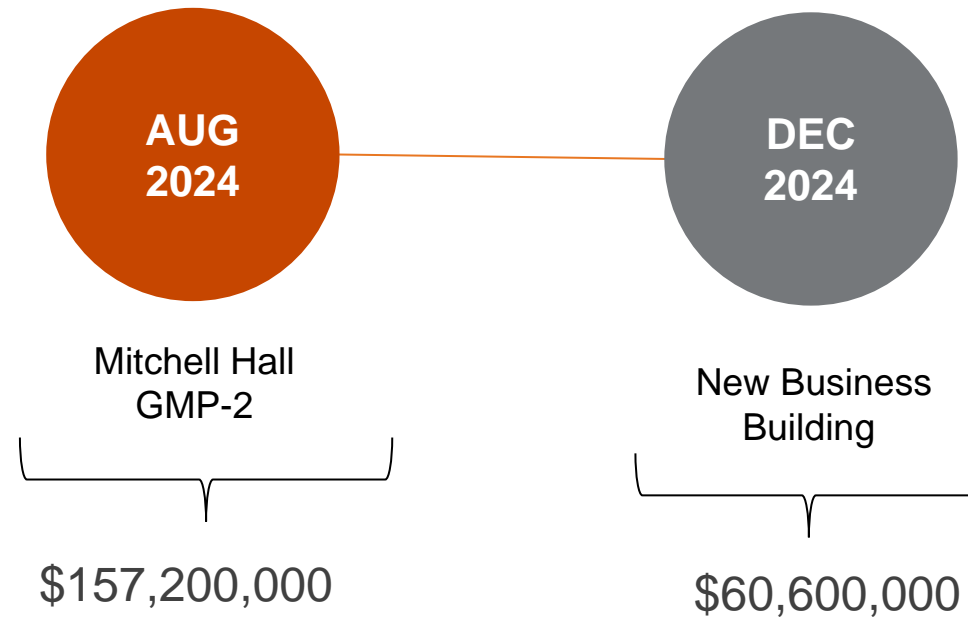 AUG
2024
Mitchell Hall
GMP-2
$157,200,000
DEC
2024
New Business
Building
$60,600,000